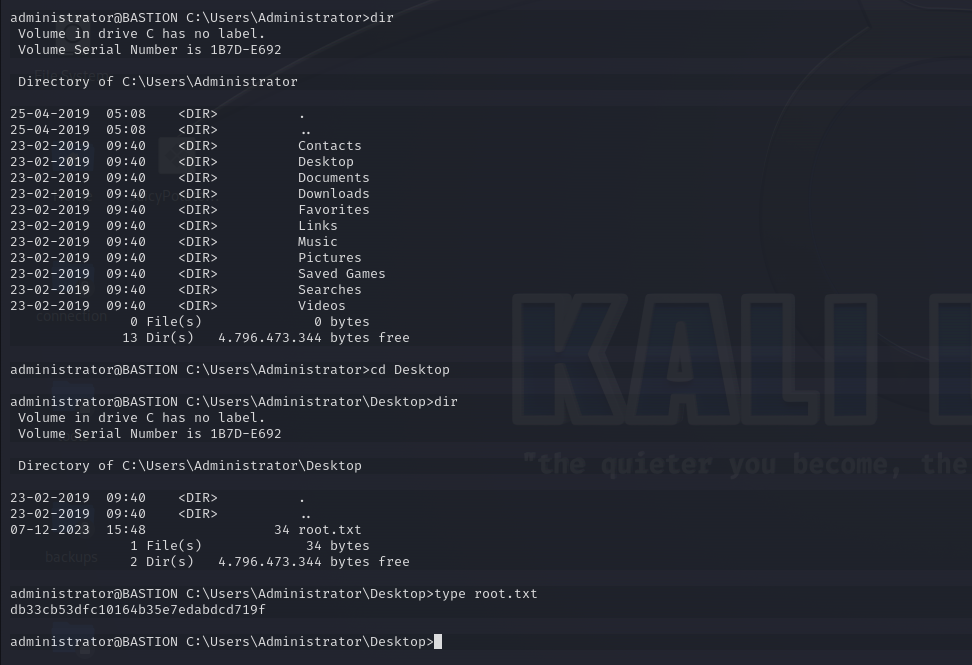 administrator@BASTION C:\Users\Administrator>dir
 Volume in drive C has no label.
 Volume Serial Number is 1B7D-E692

 Directory of C:\Users\Administrator

25-04-2019  05:08    <DIR>          .
25-04-2019  05:08    <DIR>          ..
23-02-2019  09:40    <DIR>          Contacts
23-02-2019  09:40    <DIR>          Desktop
23-02-2019  09:40    <DIR>          Documents
23-02-2019  09:40    <DIR>          Downloads
23-02-2019  09:40    <DIR>          Favorites
23-02-2019  09:40    <DIR>          Links
23-02-2019  09:40    <DIR>          Music
23-02-2019  09:40    <DIR>          Pictures
23-02-2019  09:40    <DIR>          Saved Games
23-02-2019  09:40    <DIR>          Searches
23-02-2019  09:40    <DIR>          Videos
               0 File(s)              0 bytes
              13 Dir(s)   4.796.473.344 bytes free

administrator@BASTION C:\Users\Administrator>cd Desktop

administrator@BASTION C:\Users\Administrator\Desktop>dir
 Volume in drive C has no label.
 Volume Serial Number is 1B7D-E692

 Directory of C:\Users\Administrator\Desktop

23-02-2019  09:40    <DIR>          .
23-02-2019  09:40    <DIR>          ..
07-12-2023  15:48                34 root.txt
               1 File(s)             34 bytes
               2 Dir(s)   4.796.473.344 bytes free

administrator@BASTION C:\Users\Administrator\Desktop>type root.txt
db33cb53dfc10164b35e7edabdcd719f

administrator@BASTION C:\Users\Administrator\Desktop>
connection
backups
KALI
"the quieter you become, the